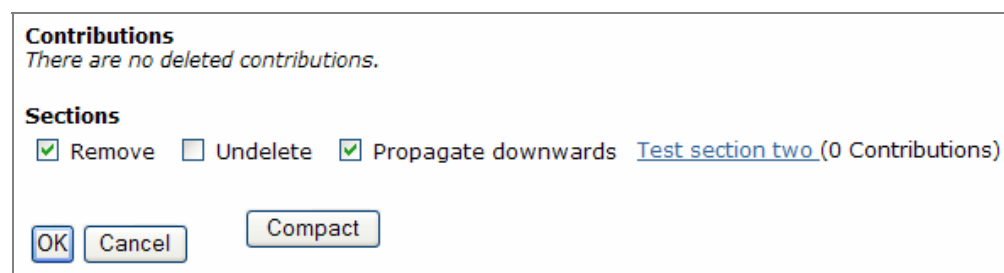 Contributions
There are no deleted contributions.
Sections
Remove Undelete Propagate downwards Test section two (0 Contributions)
OK Cancel Compact